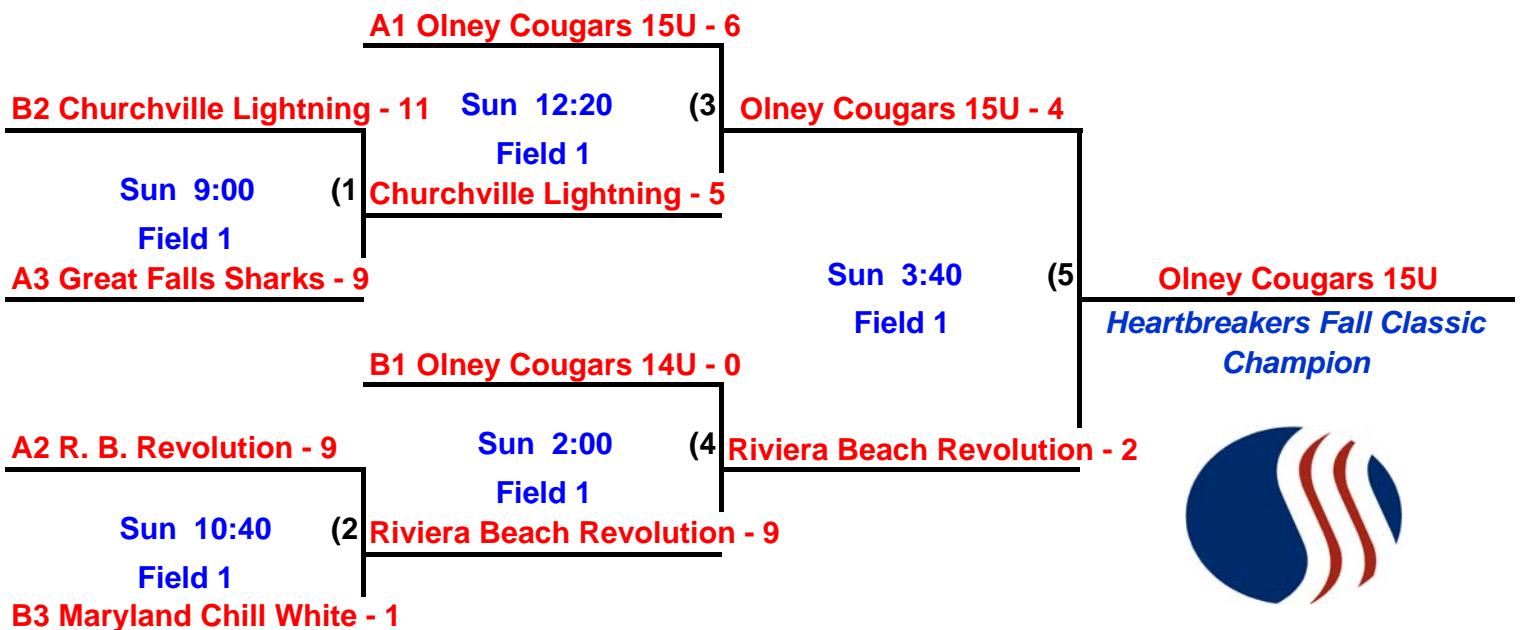 A1 Olney Cougars 15U - 6
B2 Churchville Lightning - 11
Sun 12:20
(3
Olney Cougars 15U - 4
Field 1
Sun 9:00
(1
Churchville Lightning - 5
Field 1
A3 Great Falls Sharks - 9
Sun 3:40
(5
Olney Cougars 15U
Field 1
Heartbreakers Fall Classic
Champion
B1 Olney Cougars 14U - 0
A2 R. B. Revolution - 9
Sun 2:00
(4
Riviera Beach Revolution - 2
Field 1
Sun 10:40
(2
Riviera Beach Revolution - 9
Field 1
B3 Maryland Chill White - 1